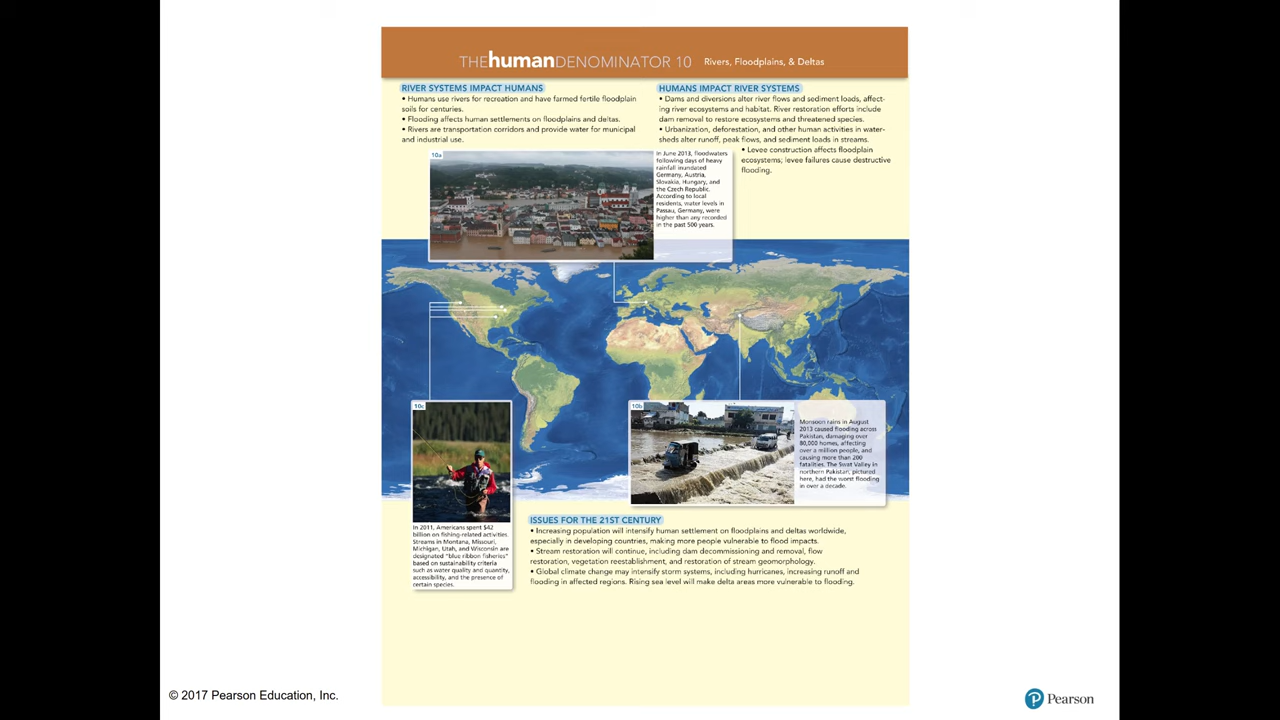 THEhumanDENOMINATOR 10 Rivers, Floodplains, & Deltas
RIVER SYSTEMS IMPACT HUMANS
• Humans use rivers for recreation and have farmed fertile floodplain
soils for centuries.
• Flooding affects human settlements on floodplains and deltas.
• Rivers are transportation corridors and provide water for municipal
and industrial use.
HUMANS IMPACT RIVER SYSTEMS
• Dams and diversions alter river flows and sediment loads, affect-
ing river ecosystems and habitat. River restoration efforts include
dam removal to restore ecosystems and threatened species.
• Urbanization, deforestation, and other human activities in water-
sheds alter runoff, peak flows, and sediment loads in streams.
• Levee construction affects floodplain
ecosystems; levee failures cause destructive
flooding.
10a
In June 2013, floodwaters
following days of heavy
rainfall inundated
Germany, Austria,
Slovakia, Hungary, and
the Czech Republic.
According to local
residents, water levels in
Passau, Germany, were
higher than any recorded
in the past 500 years.
10c
In 2011, Americans spent $42
billion on fishing-related activities.
Streams in Montana, Missouri,
Michigan, Utah, and Wisconsin are
designated "blue ribbon fisheries"
based on sustainability criteria
such as water quality and quantity,
accessibility, and the presence of
certain species.
10b
Monsoon rains in August
2013 caused flooding across
Pakistan, damaging over
80,000 homes, affecting
over a million people, and
causing more than 200
fatalities. The Swat Valley in
northern Pakistan, pictured
here, had the worst flooding
in over a decade.
ISSUES FOR THE 21ST CENTURY
• Increasing population will intensify human settlement on floodplains and deltas worldwide,
especially in developing countries, making more people vulnerable to flood impacts.
• Stream restoration will continue, including dam decommissioning and removal, flow
restoration, vegetation reestablishment, and restoration of stream geomorphology.
• Global climate change may intensify storm systems, including hurricanes, increasing runoff and
flooding in affected regions. Rising sea level will make delta areas more vulnerable to flooding.
© 2017 Pearson Education, Inc.
P Pearson